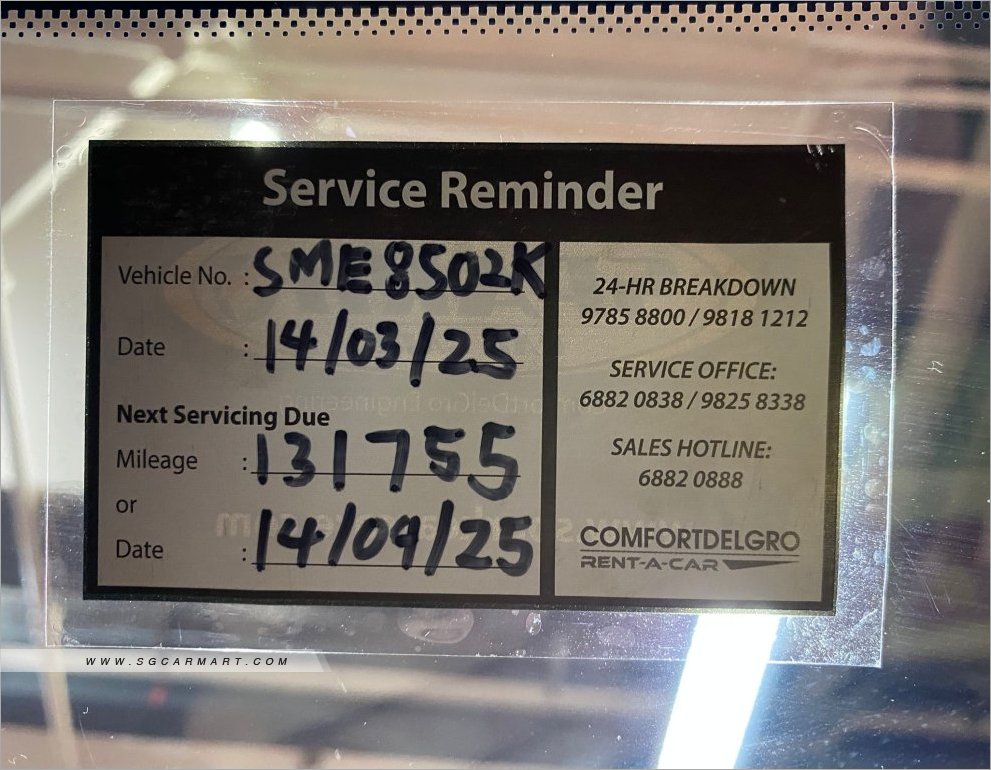 Service Reminder
Vehicle No. : SME8502K
Date : 14/03/25
Next Servicing Due
Mileage : 131755
or
Date : 14/09/25
24-HR BREAKDOWN
9785 8800 / 9818 1212
SERVICE OFFICE:
6882 0838 / 9825 8338
SALES HOTLINE:
6882 0888
COMFORTDELGRO
RENT-A-CAR
WWW.SGCARMART.COM